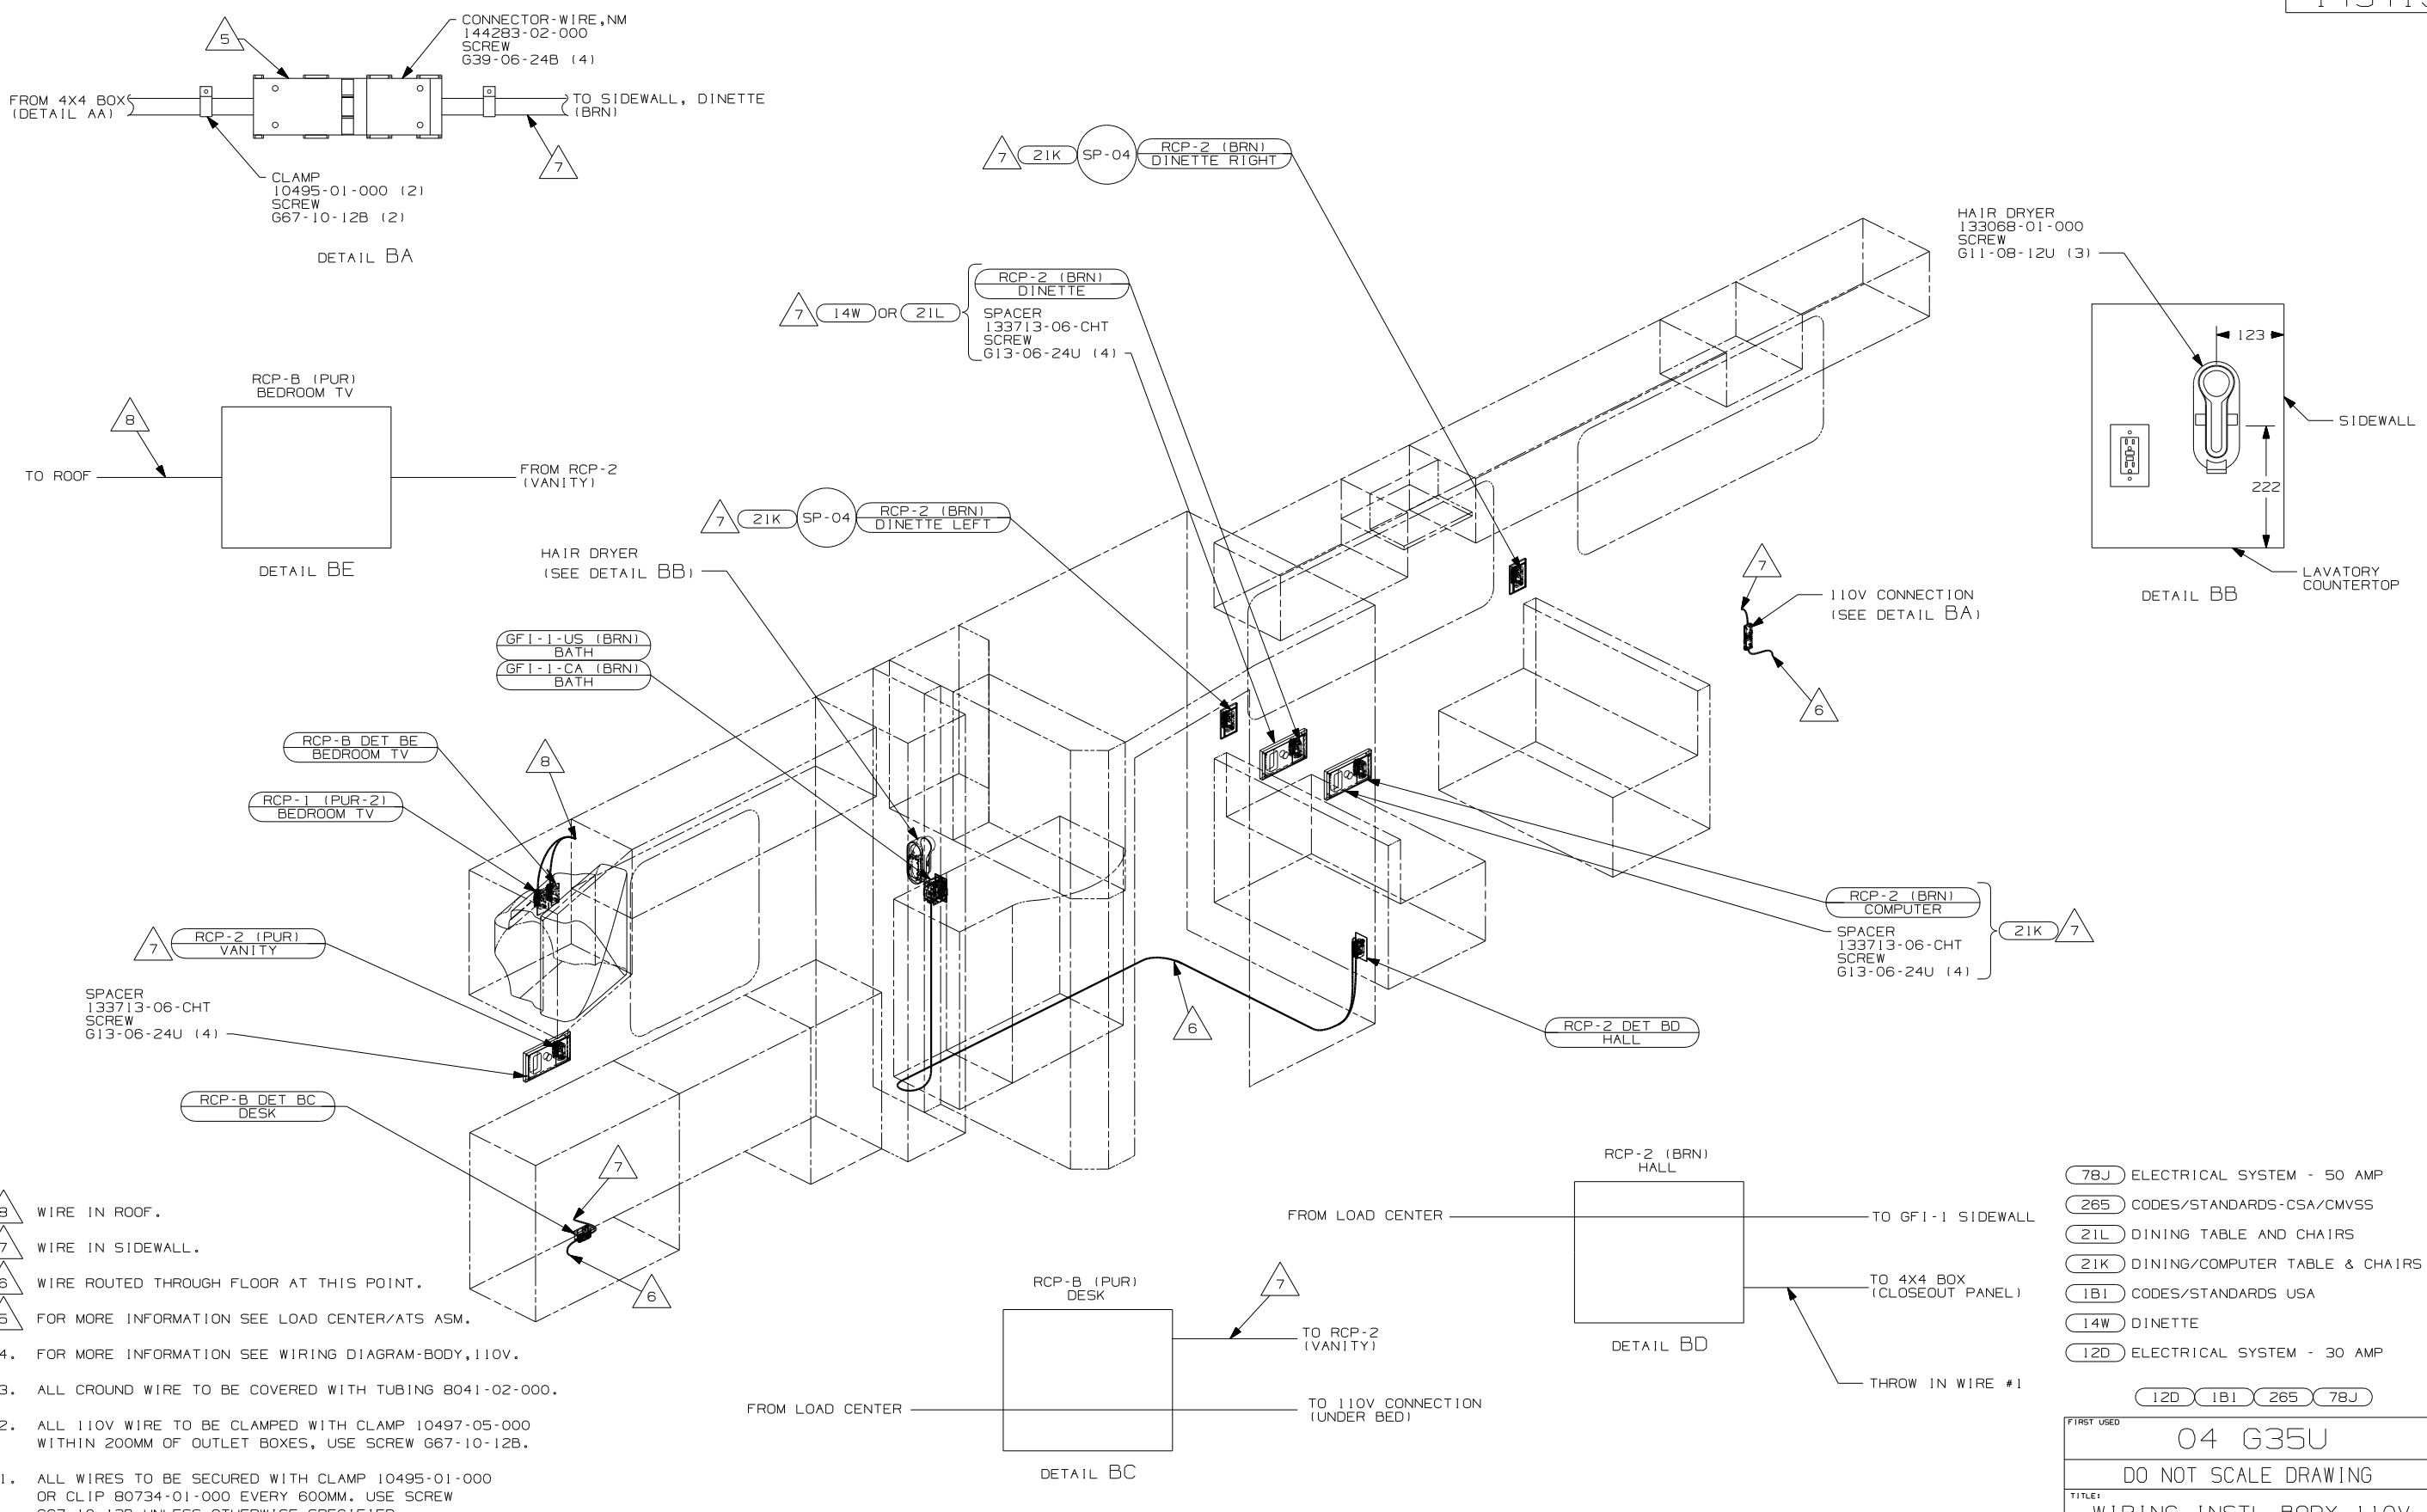 CONNECTOR-WIRE,NM
144283-02-000
SCREW
G39-06-24B (4)
5
FROM 4X4 BOX
(DETAIL AA)
TO SIDEWALL, DINETTE
(BRN)
7
CLAMP
10495-01-000 (2)
SCREW
G67-10-12B (2)
DETAIL BA
7 21K SP-04 RCP-2 (BRN)
DINETTE RIGHT
HAIR DRYER
133068-01-000
SCREW
G11-08-12U (3)
7 14W OR 21L
RCP-2 (BRN)
DINETTE
SPACER
133713-06-CHT
SCREW
G13-06-24U (4)
123
SIDEWALL
222
LAVATORY
COUNTERTOP
DETAIL BB
RCP-B (PUR)
BEDROOM TV
8
TO ROOF
FROM RCP-2
(VANITY)
DETAIL BE
7 21K SP-04 RCP-2 (BRN)
DINETTE LEFT
HAIR DRYER
(SEE DETAIL BB)
7
110V CONNECTION
(SEE DETAIL BA)
6
GFI-1-US (BRN)
BATH
GFI-1-CA (BRN)
BATH
RCP-B DET BE
BEDROOM TV
8
RCP-1 (PUR-2)
BEDROOM TV
7 RCP-2 (PUR)
VANITY
SPACER
133713-06-CHT
SCREW
G13-06-24U (4)
RCP-2 (BRN)
COMPUTER
SPACER
133713-06-CHT
SCREW
G13-06-24U (4)
21K 7
6
RCP-2 DET BD
HALL
RCP-B DET BC
DESK
7
6
8 WIRE IN ROOF.
7 WIRE IN SIDEWALL.
6 WIRE ROUTED THROUGH FLOOR AT THIS POINT.
5 FOR MORE INFORMATION SEE LOAD CENTER/ATS ASM.
4. FOR MORE INFORMATION SEE WIRING DIAGRAM-BODY,110V.
3. ALL CROUND WIRE TO BE COVERED WITH TUBING 8041-02-000.
2. ALL 110V WIRE TO BE CLAMPED WITH CLAMP 10497-05-000
WITHIN 200MM OF OUTLET BOXES, USE SCREW G67-10-12B.
1. ALL WIRES TO BE SECURED WITH CLAMP 10495-01-000
OR CLIP 80734-01-000 EVERY 600MM. USE SCREW
RCP-B (PUR)
DESK
7
TO RCP-2
(VANITY)
FROM LOAD CENTER
TO 110V CONNECTION
(UNDER BED)
DETAIL BC
RCP-2 (BRN)
HALL
FROM LOAD CENTER
TO GFI-1 SIDEWALL
TO 4X4 BOX
(CLOSEOUT PANEL)
DETAIL BD
THROW IN WIRE #1
78J ELECTRICAL SYSTEM - 50 AMP
265 CODES/STANDARDS-CSA/CMVSS
21L DINING TABLE AND CHAIRS
21K DINING/COMPUTER TABLE & CHAIRS
1B1 CODES/STANDARDS USA
14W DINETTE
12D ELECTRICAL SYSTEM - 30 AMP
12D 1B1 265 78J
FIRST USED
04 G35U
DO NOT SCALE DRAWING
TITLE:
WIRING INSTL-BODY,110V